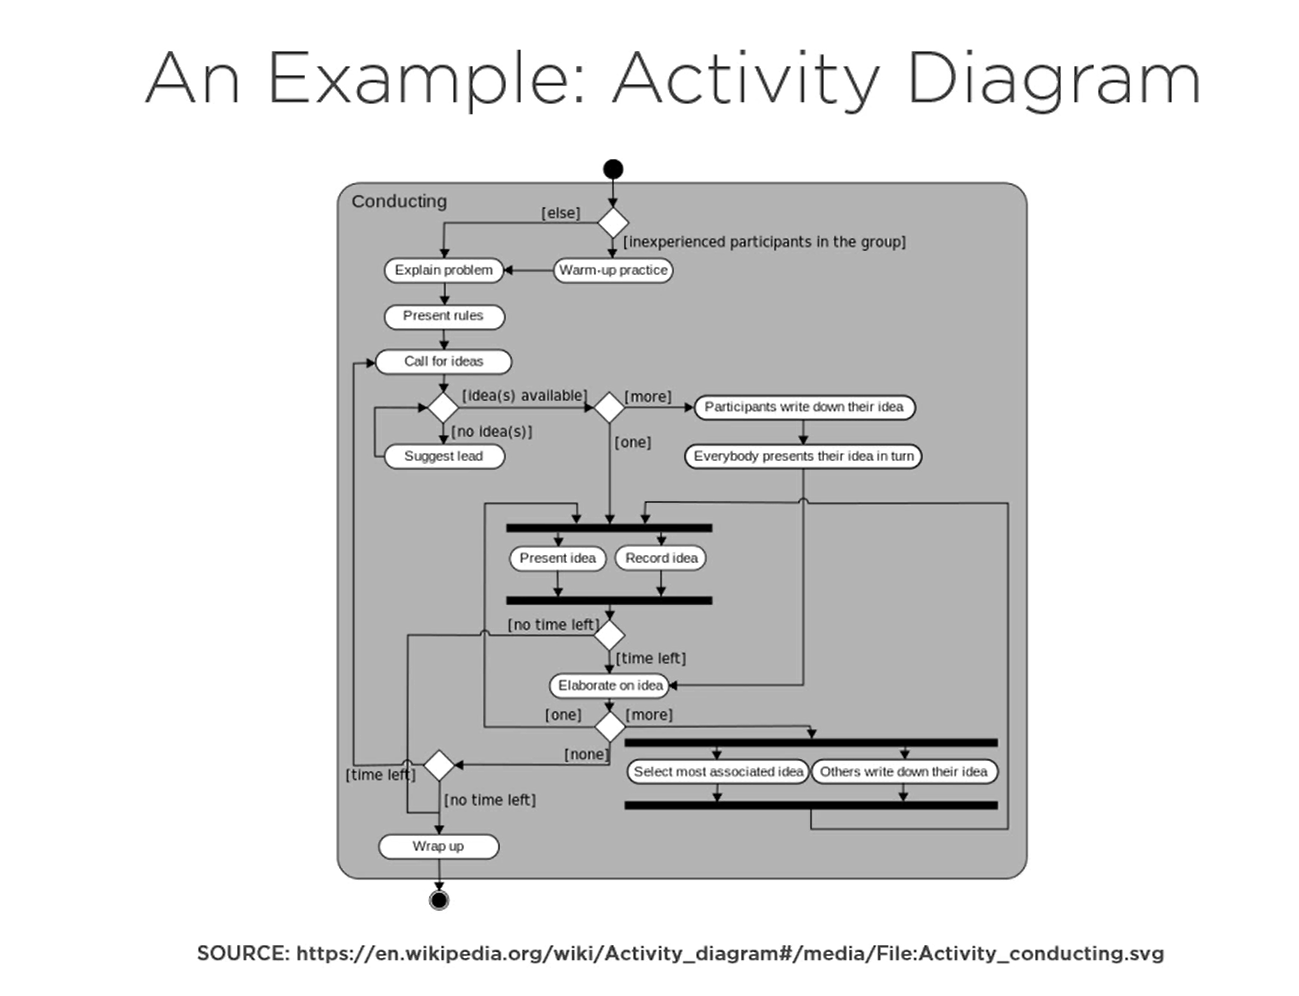 An Example: Activity Diagram
Conducting
[else]
[inexperienced participants in the group]
Explain problem
Warm-up practice
Present rules
Call for ideas
[idea(s) available]
[more]
Participants write down their idea
[no idea(s)]
[one]
Suggest lead
Everybody presents their idea in turn
Present idea
Record idea
[no time left]
[time left]
Elaborate on idea
[one]
[more]
[none]
[time left]
Select most associated idea
Others write down their idea
[no time left]
Wrap up
SOURCE: https://en.wikipedia.org/wiki/Activity_diagram#/media/File:Activity_conducting.svg